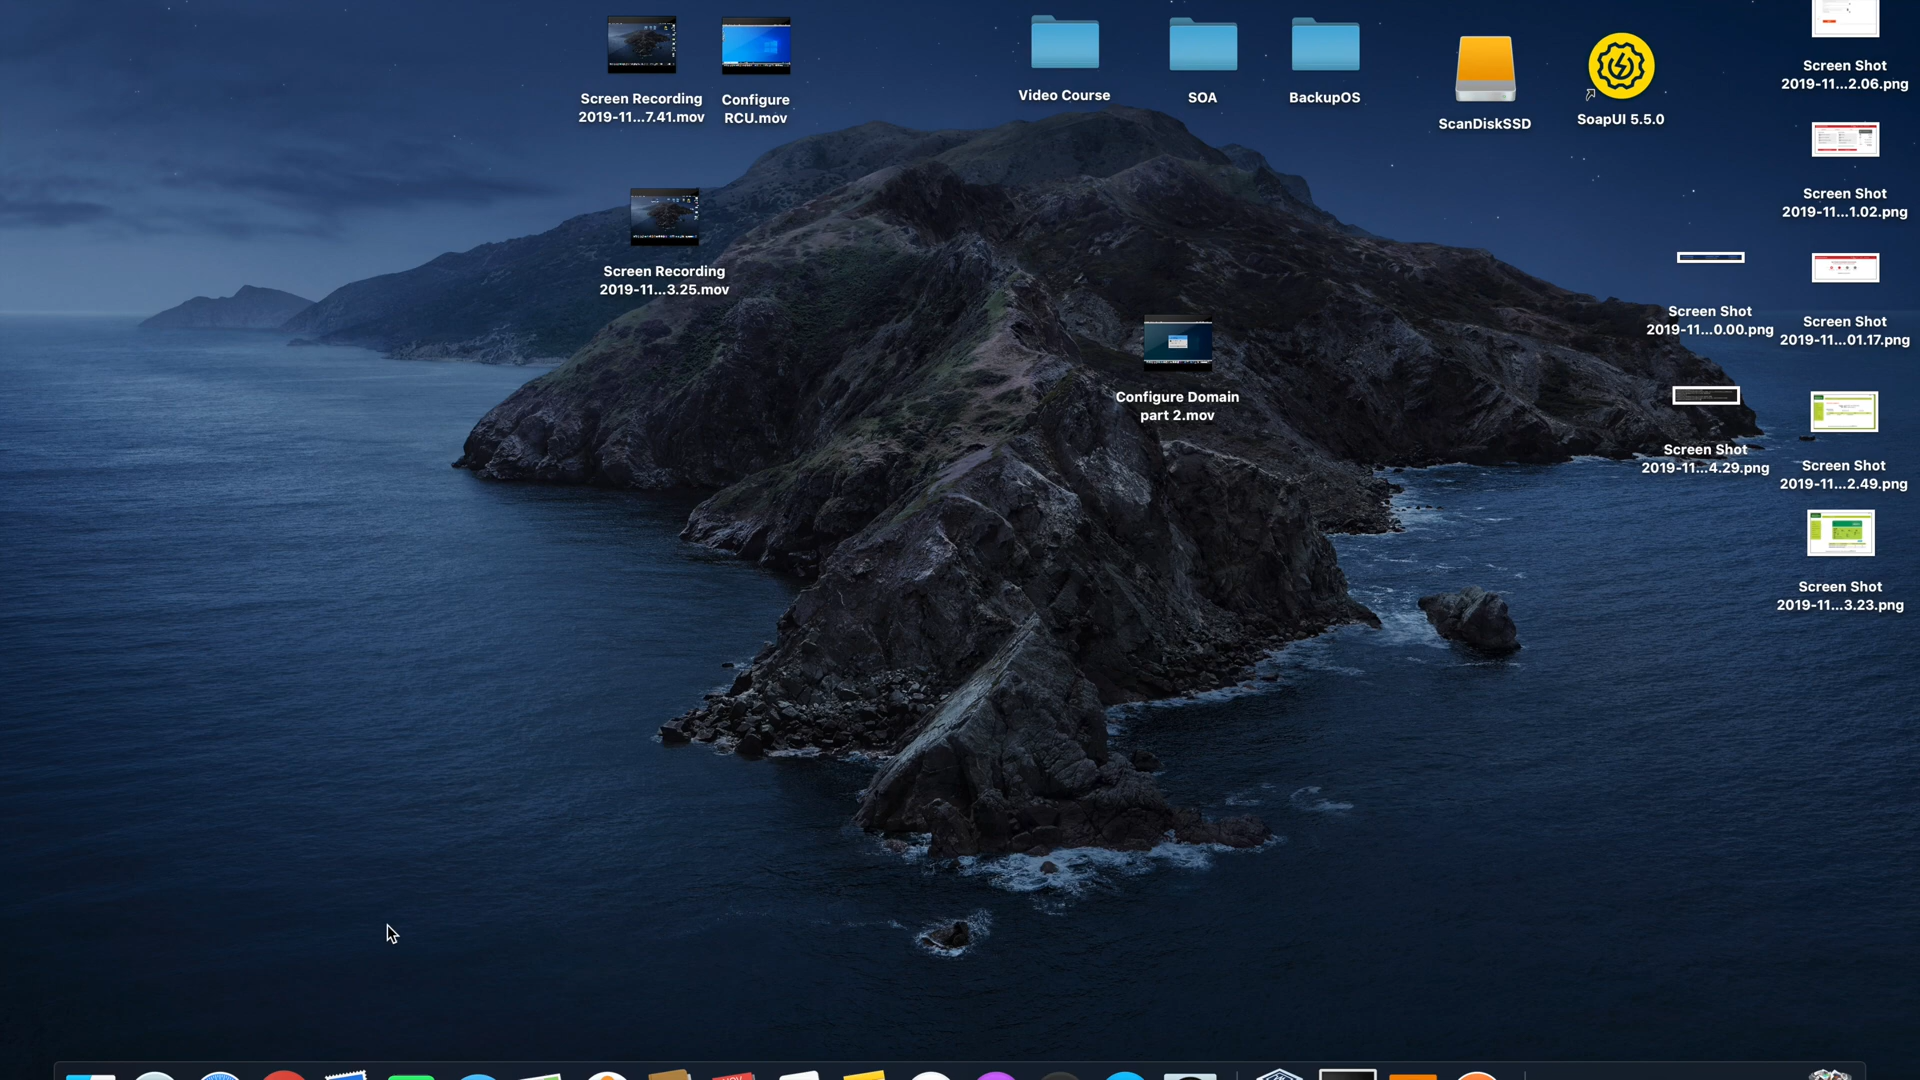 Screen Recording
2019-11...7.41.mov
Configure
RCU.mov
Video Course
SOA
BackupOS
ScanDiskSSD
SoapUI 5.5.0
Screen Shot
2019-11...2.06.png
Screen Shot
2019-11...1.02.png
Screen Recording
2019-11...3.25.mov
Screen Shot
2019-11...0.00.png
Screen Shot
2019-11...01.17.png
Configure Domain
part 2.mov
Screen Shot
2019-11...4.29.png
Screen Shot
2019-11...2.49.png
Screen Shot
2019-11...3.23.png
NOV